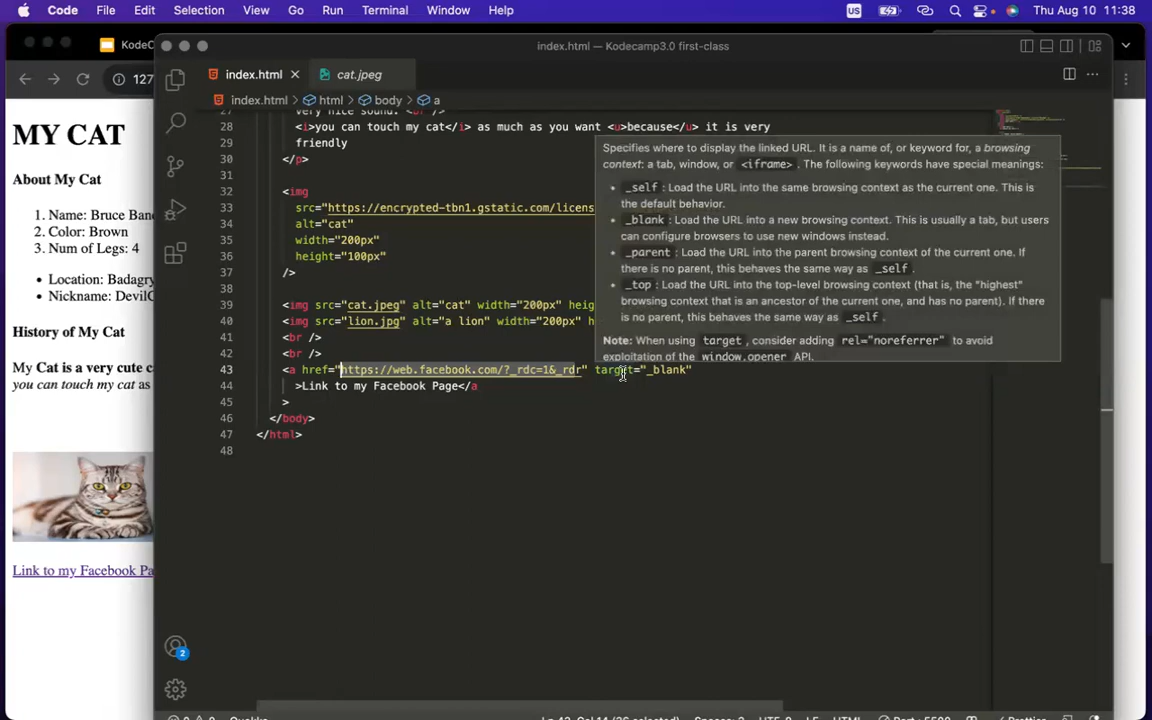 Code File Edit Selection View Go Run Terminal Window Help
US
Thu Aug 10 11:38
KodeC
index.html — Kodecamp3.0 first-class
127
index.html
cat.jpeg
index.html > html > body > a
MY CAT
About My Cat
1. Name: Bruce
2. Color: Brown
3. Num of Legs: 4
Location: Badagry
Nickname:
History of My Cat
My Cat is a very cute
you can touch my cat as
Link to my Facebook
27 very nice sound. <br />
28 <i>you can touch my cat</i> as much as you want <u>because</u> it is very
29 friendly
30 </p>
31
32 <img
33 src="https://encrypted-tbn1.gstatic.com/licens
34 alt="cat"
35 width="200px"
36 height="100px"
37 />
38
39 <img src="cat.jpeg" alt="cat" width="200px" heig
40 <img src="lion.jpg" alt="a lion" width="200px" h
41 <br />
42 <br />
43 <a href="https://web.facebook.com/?_rdc=1&_rdr" target="_blank"
44 >Link to my Facebook Page</a
45 >
46 </body>
47 </html>
48
Specifies where to display the linked URL. It is a name of, or keyword for, a browsing
context: a tab, window, or <iframe>. The following keywords have special meanings:
_self: Load the URL into the same browsing context as the current one. This is
the default behavior.
_blank: Load the URL into a new browsing context. This is usually a tab, but users
can configure browsers to use new windows instead.
_parent: Load the URL into the parent browsing context of the current one. If
there is no parent, this behaves the same way as _self.
_top: Load the URL into the top-level browsing context (that is, the "highest"
browsing context that is an ancestor of the current one, and has no parent). If there
is no parent, this behaves the same way as _self.
Note: When using target, consider adding rel="noreferrer" to avoid
exploitation of the window.opener API.
2